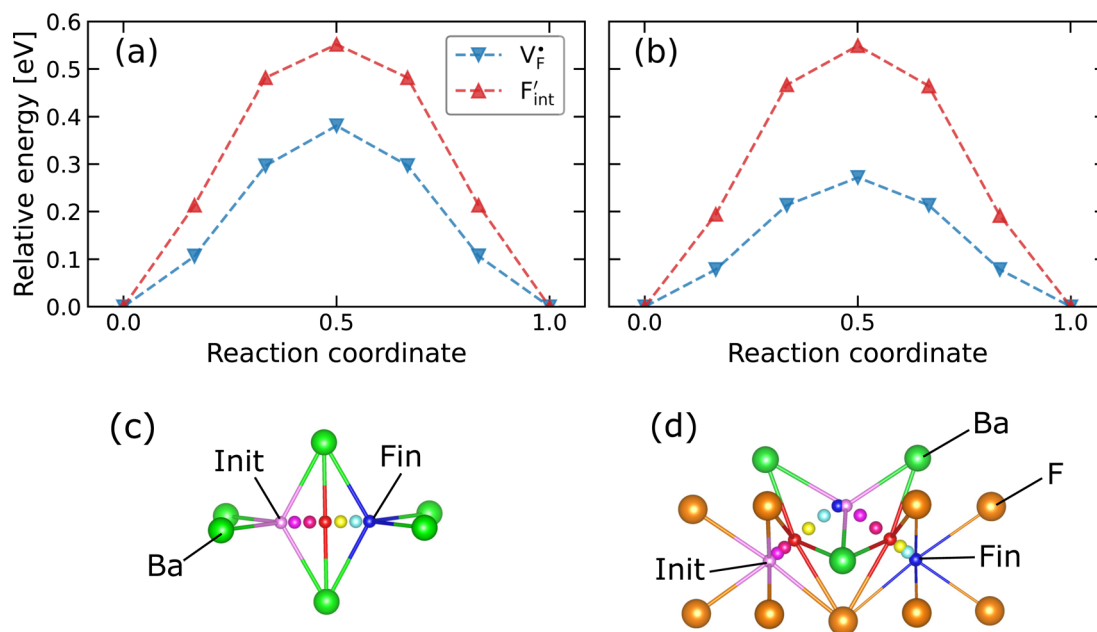 (a)
(b)
Relative energy [eV]
0.6
0.5
0.4
0.3
0.2
0.1
0.0
V_F^•
F'_int
0.0 0.5 1.0
0.0 0.5 1.0
Reaction coordinate
Reaction coordinate
(c)
Init
Fin
Ba
(d)
Ba
F
Init
Fin